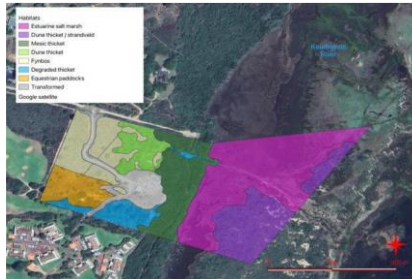 Habitats
Estuarine salt marsh
Dune thicket / strandveld
Mesic thicket
Dune thicket
Fynbos
Degraded thicket
Equestrian paddocks
Transformed
Google satellite
River